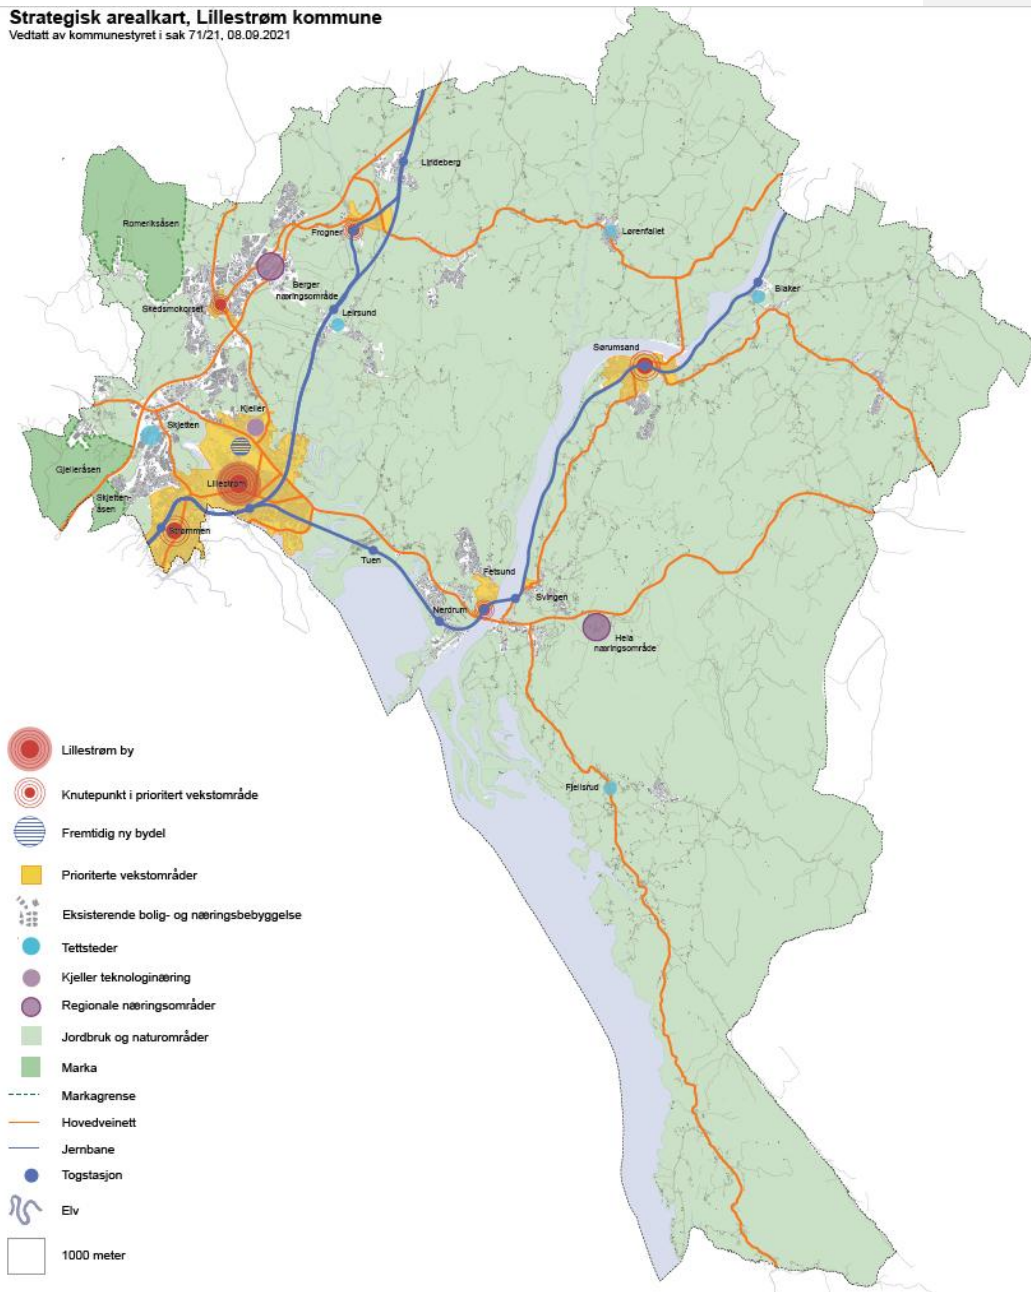 Strategisk arealkart, Lillestrøm kommune
Vedtatt av kommunestyret i sak 71/21, 08.09.2021
Lindeberg
Romeriksåsen
Frogner
Lørenfallet
Berger
næringsområde
Blaker
Skedsmokorset
Leirsund
Sørumsand
Kjeller
Skjetten
Gjelleråsen
Lillestrøm
Skjetten-
åsen
Strømmen
Tuen
Fetsund
Svingen
Nerdrum
Heia
næringsområde
Fjellsrud
Lillestrøm by
Knutepunkt i prioritert vekstområde
Fremtidig ny bydel
Prioriterte vekstområder
Eksisterende bolig- og næringsbebyggelse
Tettsteder
Kjeller teknologinæring
Regionale næringsområder
Jordbruk og naturområder
Marka
Markagrense
Hovedveinett
Jernbane
Togstasjon
Elv
1000 meter